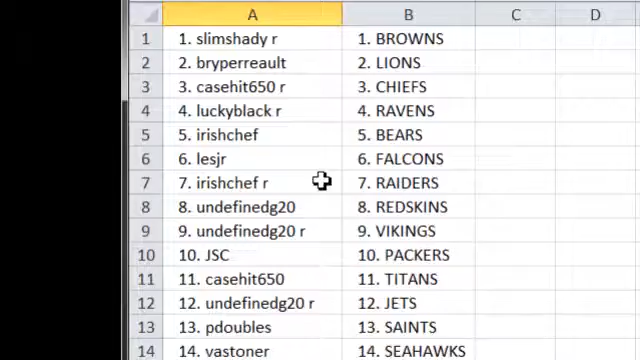 A B C D
1 1. slimshady r 1. BROWNS
2 2. bryperreault 2. LIONS
3 3. casehit650 r 3. CHIEFS
4 4. luckyblack r 4. RAVENS
5 5. irishchef 5. BEARS
6 6. lesjr 6. FALCONS
7 7. irishchef r 7. RAIDERS
8 8. undefinedg20 8. REDSKINS
9 9. undefinedg20 r 9. VIKINGS
10 10. JSC 10. PACKERS
11 11. casehit650 11. TITANS
12 12. undefinedg20 r 12. JETS
13 13. pdoubles 13. SAINTS
14 14. vastoner 14. SEAHAWKS